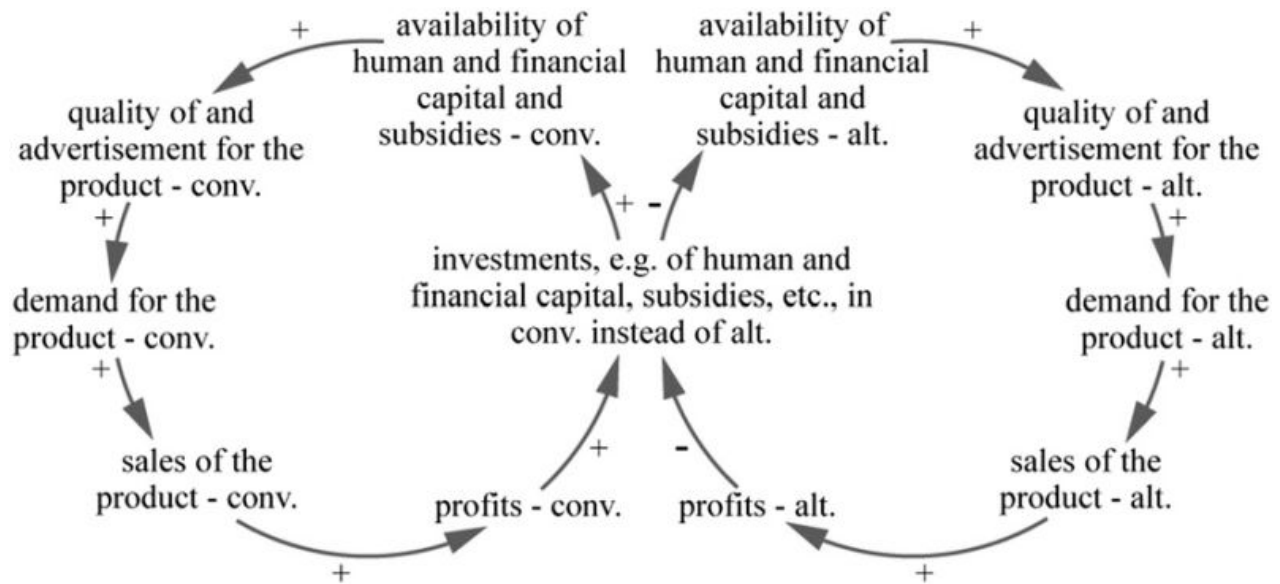 +
availability of
human and financial
capital and
subsidies - conv.
availability of
human and financial
capital and
subsidies - alt.
+
quality of and
advertisement for the
product - conv.
quality of and
advertisement for the
product - alt.
+
+ -
+
investments, e.g. of human and
financial capital, subsidies, etc., in
conv. instead of alt.
demand for the
product - conv.
demand for the
product - alt.
+
+
+
-
sales of the
product - conv.
profits - conv.
profits - alt.
sales of the
product - alt.
+
+